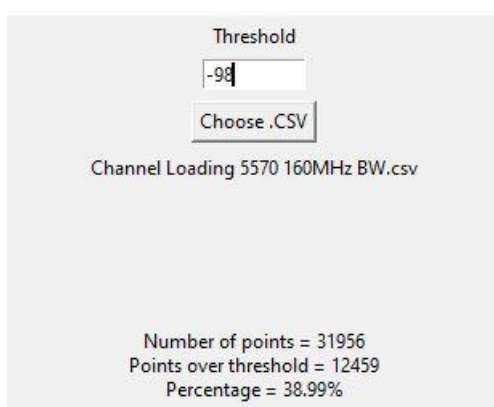 Threshold
-98
Choose .CSV
Channel Loading 5570 160MHz BW.csv
Number of points = 31956
Points over threshold = 12459
Percentage = 38.99%